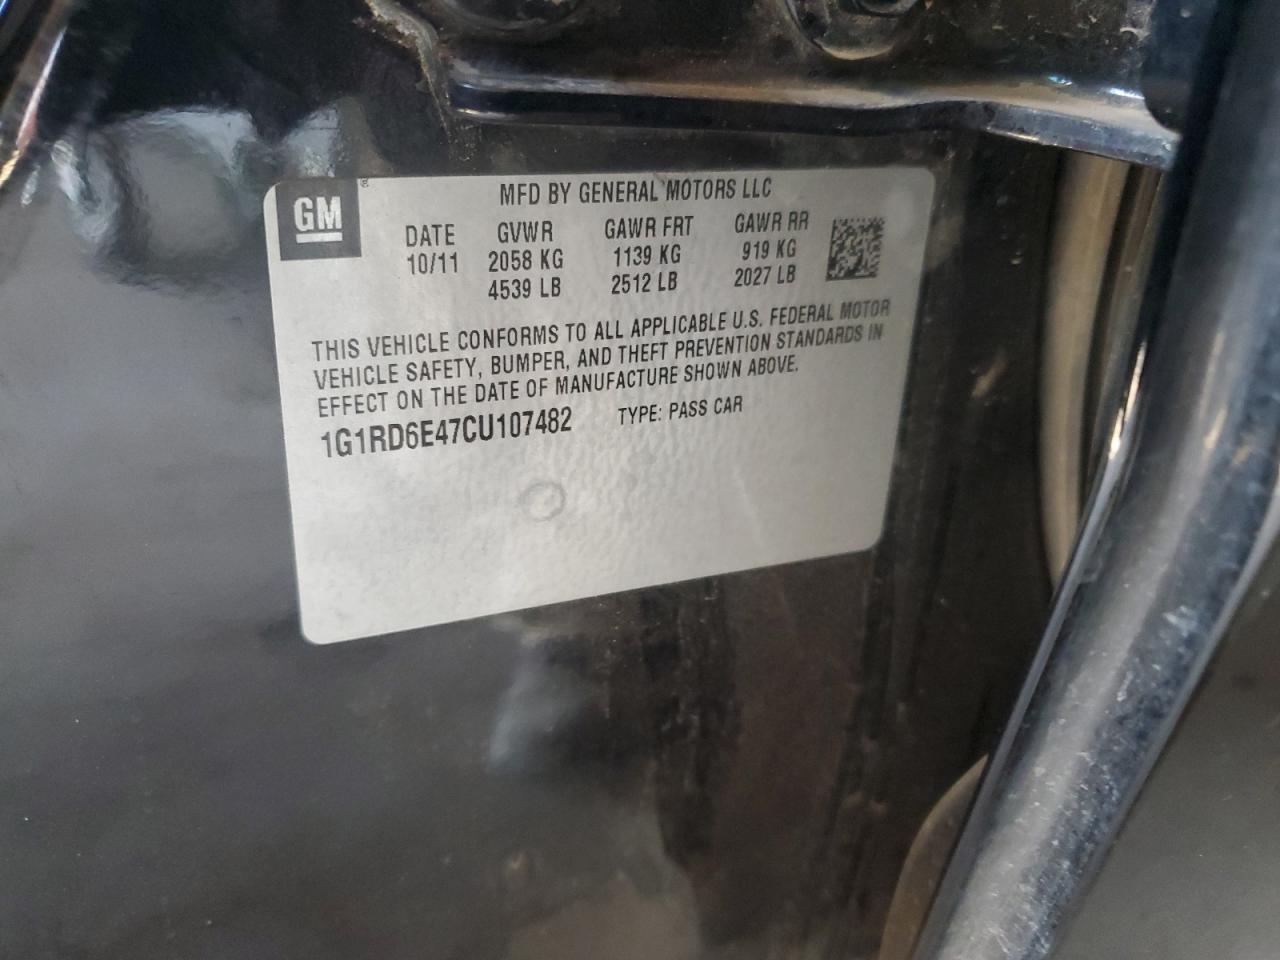 GM®
MFD BY GENERAL MOTORS LLC
DATE GVWR GAWR FRT GAWR RR
10/11 2058 KG 1139 KG 919 KG
4539 LB 2512 LB 2027 LB
THIS VEHICLE CONFORMS TO ALL APPLICABLE U.S. FEDERAL MOTOR
VEHICLE SAFETY, BUMPER, AND THEFT PREVENTION STANDARDS IN
EFFECT ON THE DATE OF MANUFACTURE SHOWN ABOVE.
1G1RD6E47CU107482 TYPE: PASS CAR